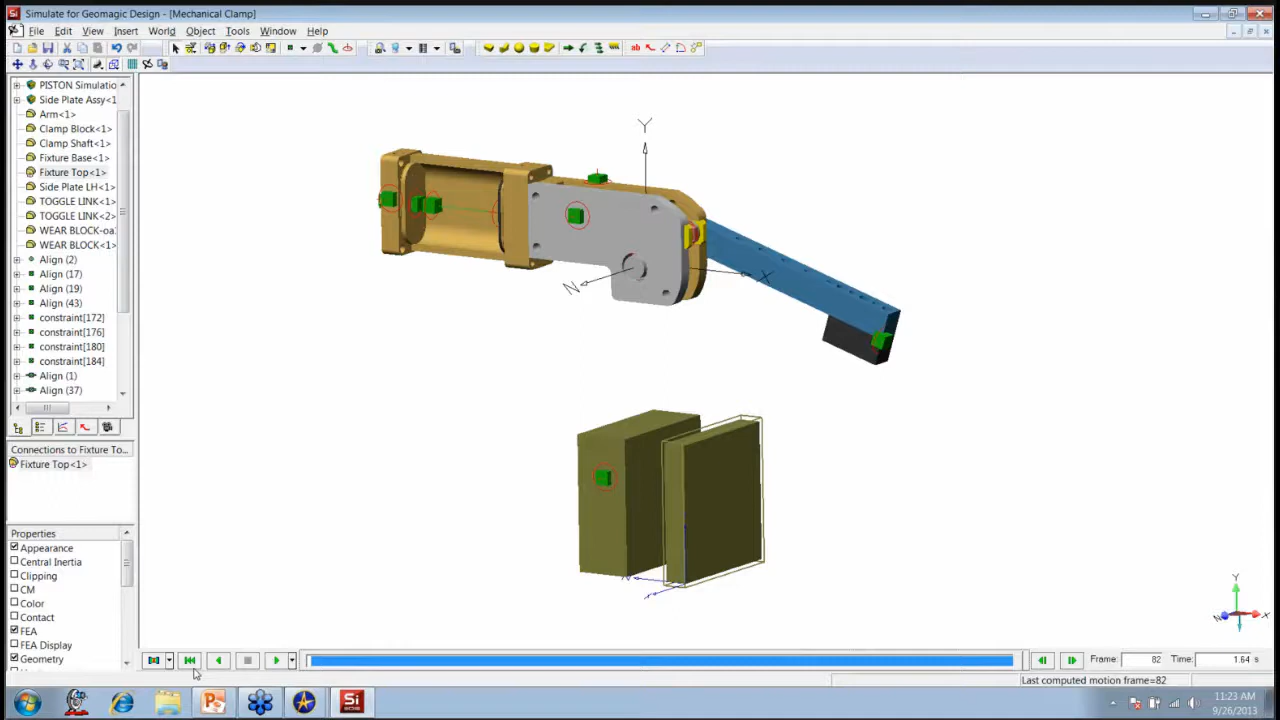 Simulate for Geomagic Design - [Mechanical Clamp]
File Edit View Insert World Object Tools Window Help
ab
PISTON Simulatio
Side Plate Assy<1
Arm<1>
Clamp Block<1>
Clamp Shaft<1>
Fixture Base<1>
Fixture Top<1>
Side Plate LH<1>
TOGGLE LINK<1>
TOGGLE LINK<2>
WEAR BLOCK-oa
WEAR BLOCK<1>
Align (2)
Align (17)
Align (19)
Align (43)
constraint[172]
constraint[176]
constraint[180]
constraint[184]
Align (1)
Align (37)
Connections to Fixture To...
Fixture Top<1>
Properties
Appearance
Central Inertia
Clipping
CM
Color
Contact
FEA
FEA Display
Geometry
Y
X
N
Y
X
Frame: 82 Time: 1.64 s
Last computed motion frame=82
Si
11:23 AM
9/26/2013